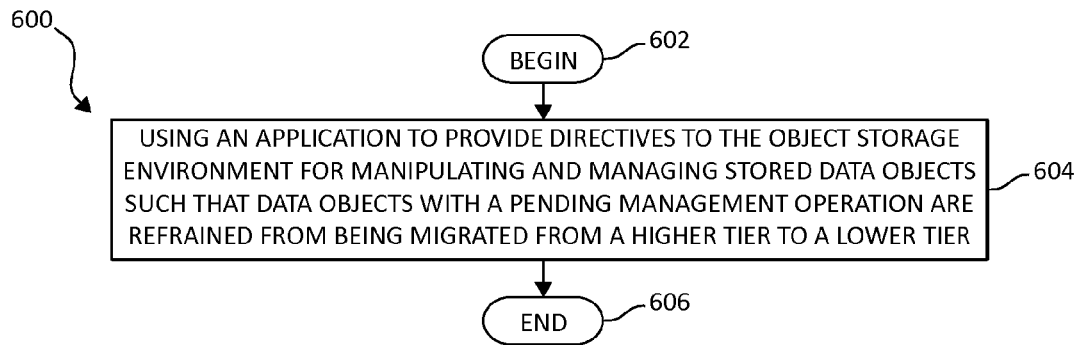 600
602
BEGIN
USING AN APPLICATION TO PROVIDE DIRECTIVES TO THE OBJECT STORAGE
ENVIRONMENT FOR MANIPULATING AND MANAGING STORED DATA OBJECTS
SUCH THAT DATA OBJECTS WITH A PENDING MANAGEMENT OPERATION ARE
REFRAINED FROM BEING MIGRATED FROM A HIGHER TIER TO A LOWER TIER
604
606
END